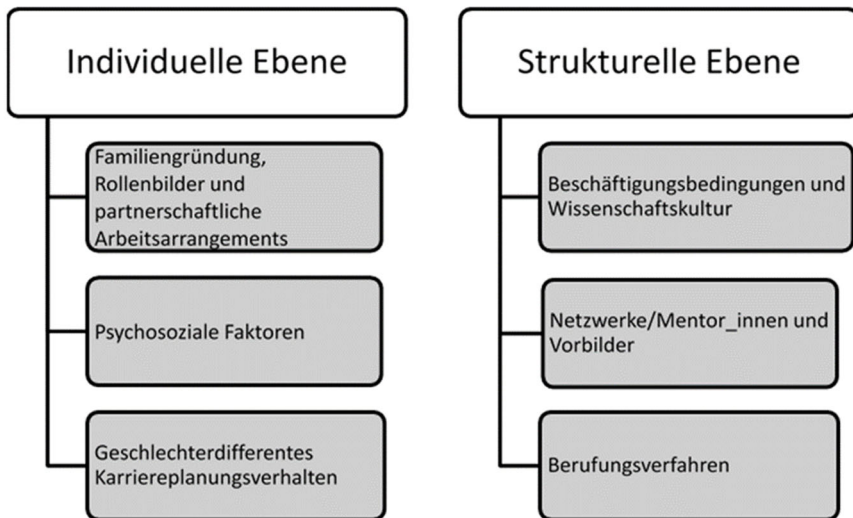 Individuelle Ebene
Familiengründung,
Rollenbilder und
partnerschaftliche
Arbeitsarrangements
Psychosoziale Faktoren
Geschlechterdifferentes
Karriereplanungsverhalten
Strukturelle Ebene
Beschäftigungsbedingungen und
Wissenschaftskultur
Netzwerke/Mentor_innen und
Vorbilder
Berufungsverfahren